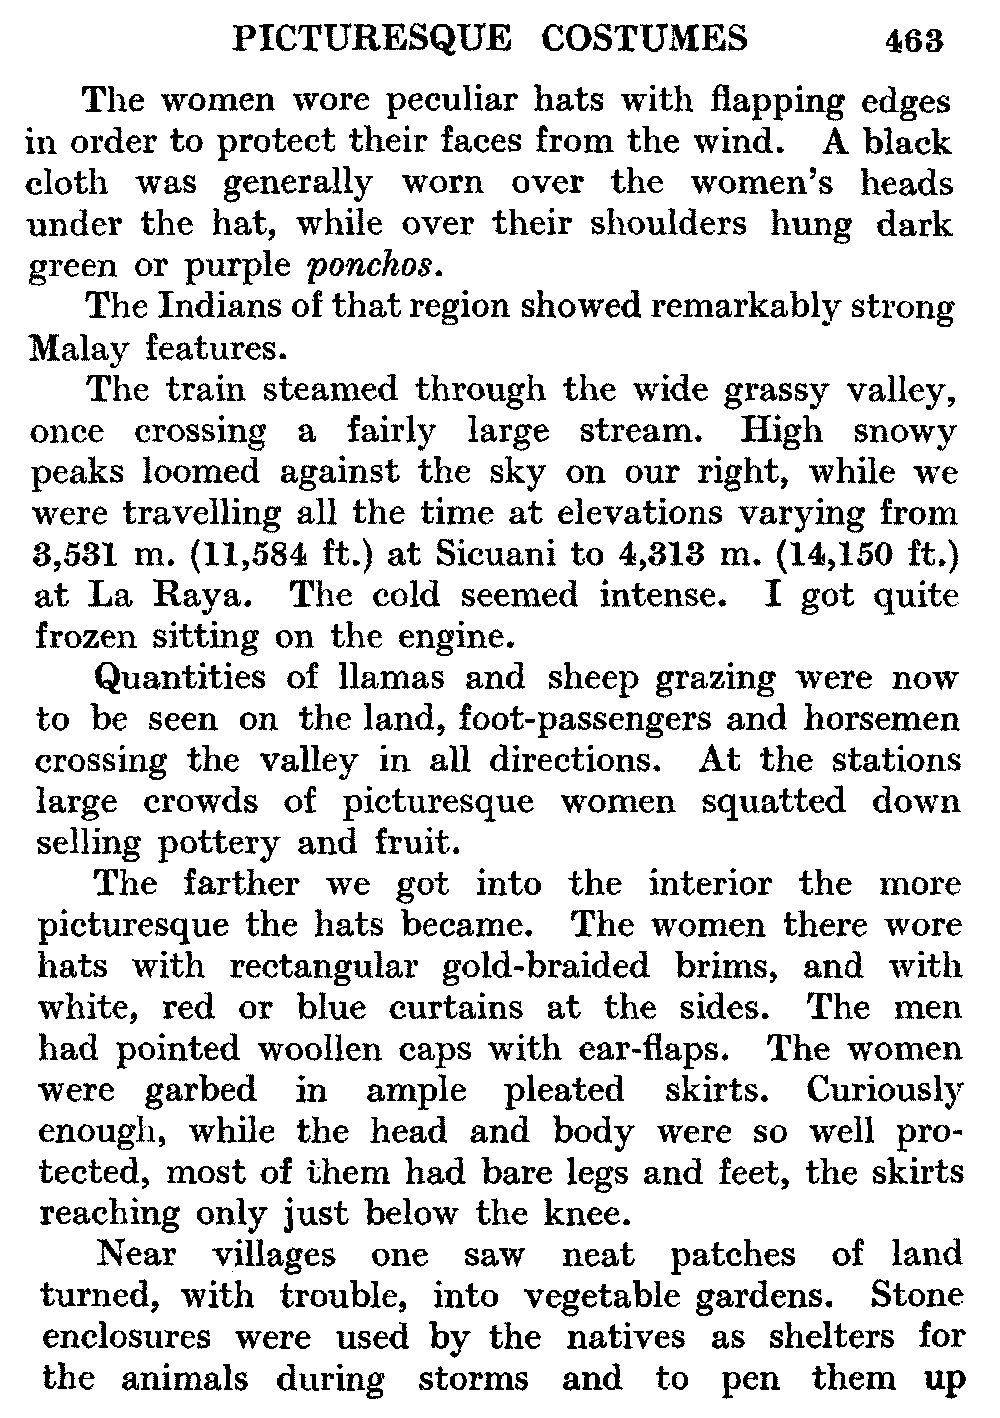 PICTURESQUE COSTUMES 463
The women wore peculiar hats with flapping edges
in order to protect their faces from the wind. A black
cloth was generally worn over the women's heads
under the hat, while over their shoulders hung dark
green or purple ponchos.
The Indians of that region showed remarkably strong
Malay features.
The train steamed through the wide grassy valley,
once crossing a fairly large stream. High snowy
peaks loomed against the sky on our right, while we
were travelling all the time at elevations varying from
3,531 m. (11,584 ft.) at Sicuani to 4,313 m. (14,150 ft.)
at La Raya. The cold seemed intense. I got quite
frozen sitting on the engine.
Quantities of llamas and sheep grazing were now
to be seen on the land, foot-passengers and horsemen
crossing the valley in all directions. At the stations
large crowds of picturesque women squatted down
selling pottery and fruit.
The farther we got into the interior the more
picturesque the hats became. The women there wore
hats with rectangular gold-braided brims, and with
white, red or blue curtains at the sides. The men
had pointed woollen caps with ear-flaps. The women
were garbed in ample pleated skirts. Curiously
enough, while the head and body were so well pro-
tected, most of them had bare legs and feet, the skirts
reaching only just below the knee.
Near villages one saw neat patches of land
turned, with trouble, into vegetable gardens. Stone
enclosures were used by the natives as shelters for
the animals during storms and to pen them up